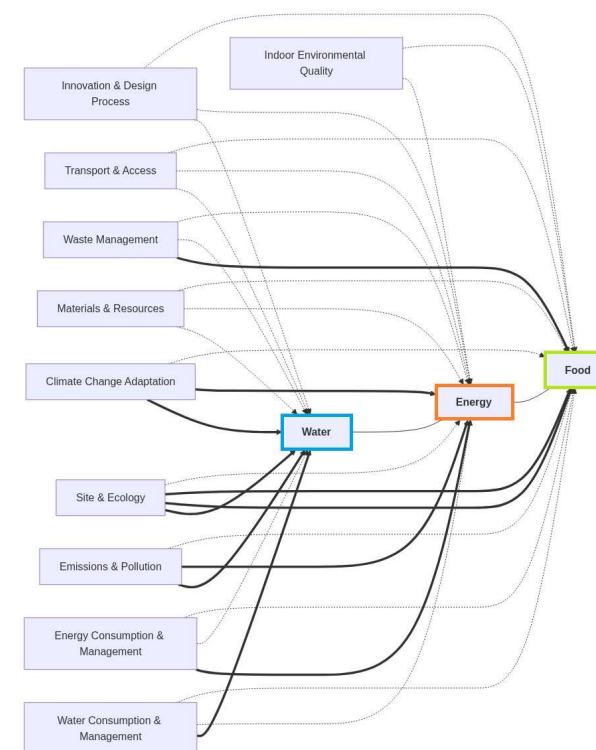 Indoor Environmental
Quality
Innovation & Design
Process
Transport & Access
Waste Management
Materials & Resources
Food
Climate Change Adaptation
Energy
Water
Site & Ecology
Emissions & Pollution
Energy Consumption &
Management
Water Consumption &
Management